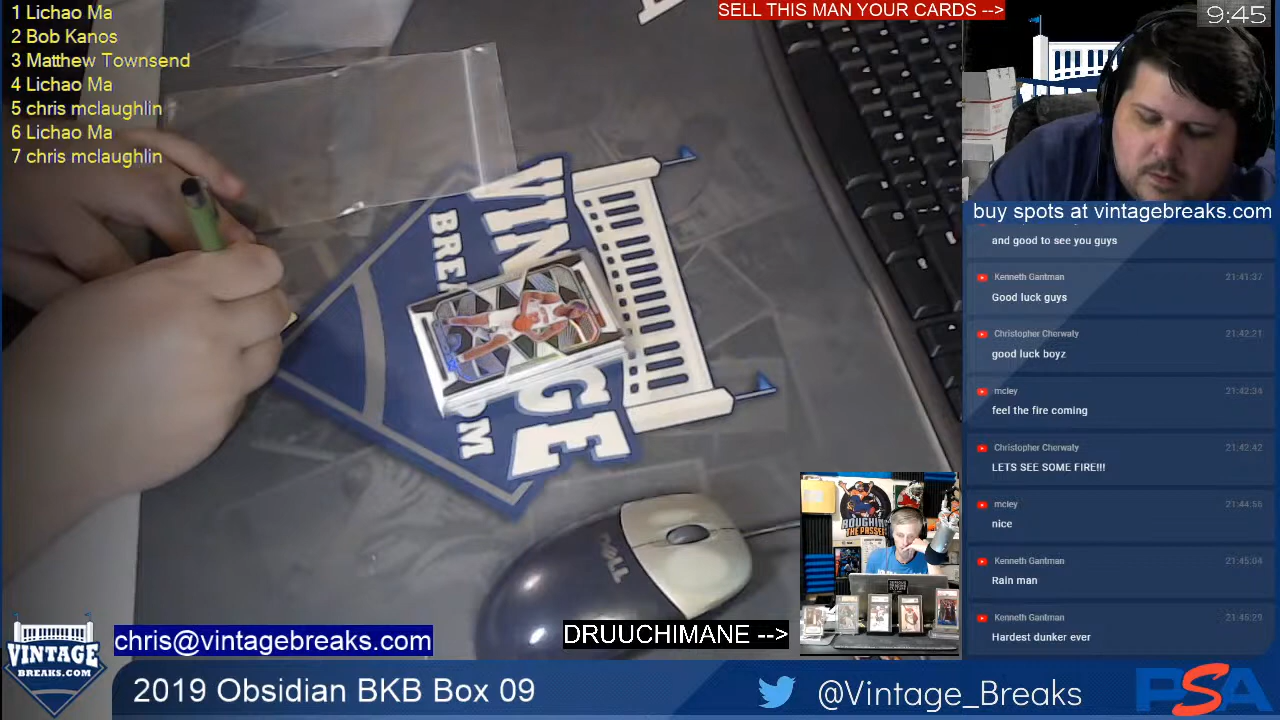 1 Lichao Ma
2 Bob Kanos
3 Matthew Townsend
4 Lichao Ma
5 chris mclaughlin
6 Lichao Ma
7 chris mclaughlin
SELL THIS MAN YOUR CARDS -->
9:45
buy spots at vintagebreaks.com
and good to see you guys
Kenneth Gantman 21:41:37
Good luck guys
Christopher Cherwaty 21:42:21
good luck boyz
mcley 21:42:34
feel the fire coming
Christopher Cherwaty 21:42:42
LETS SEE SOME FIRE!!!
mcley 21:44:56
nice
Kenneth Gantman 21:45:04
Rain man
Kenneth Gantman 21:45:29
Hardest dunker ever
VINTAGE
DELL
ROUGHING
THE PASSER
DRUUCHIMANE -->
chris@vintagebreaks.com
VINTAGE
BREAKS.COM
2019 Obsidian BKB Box 09
@Vintage_Breaks
PSA